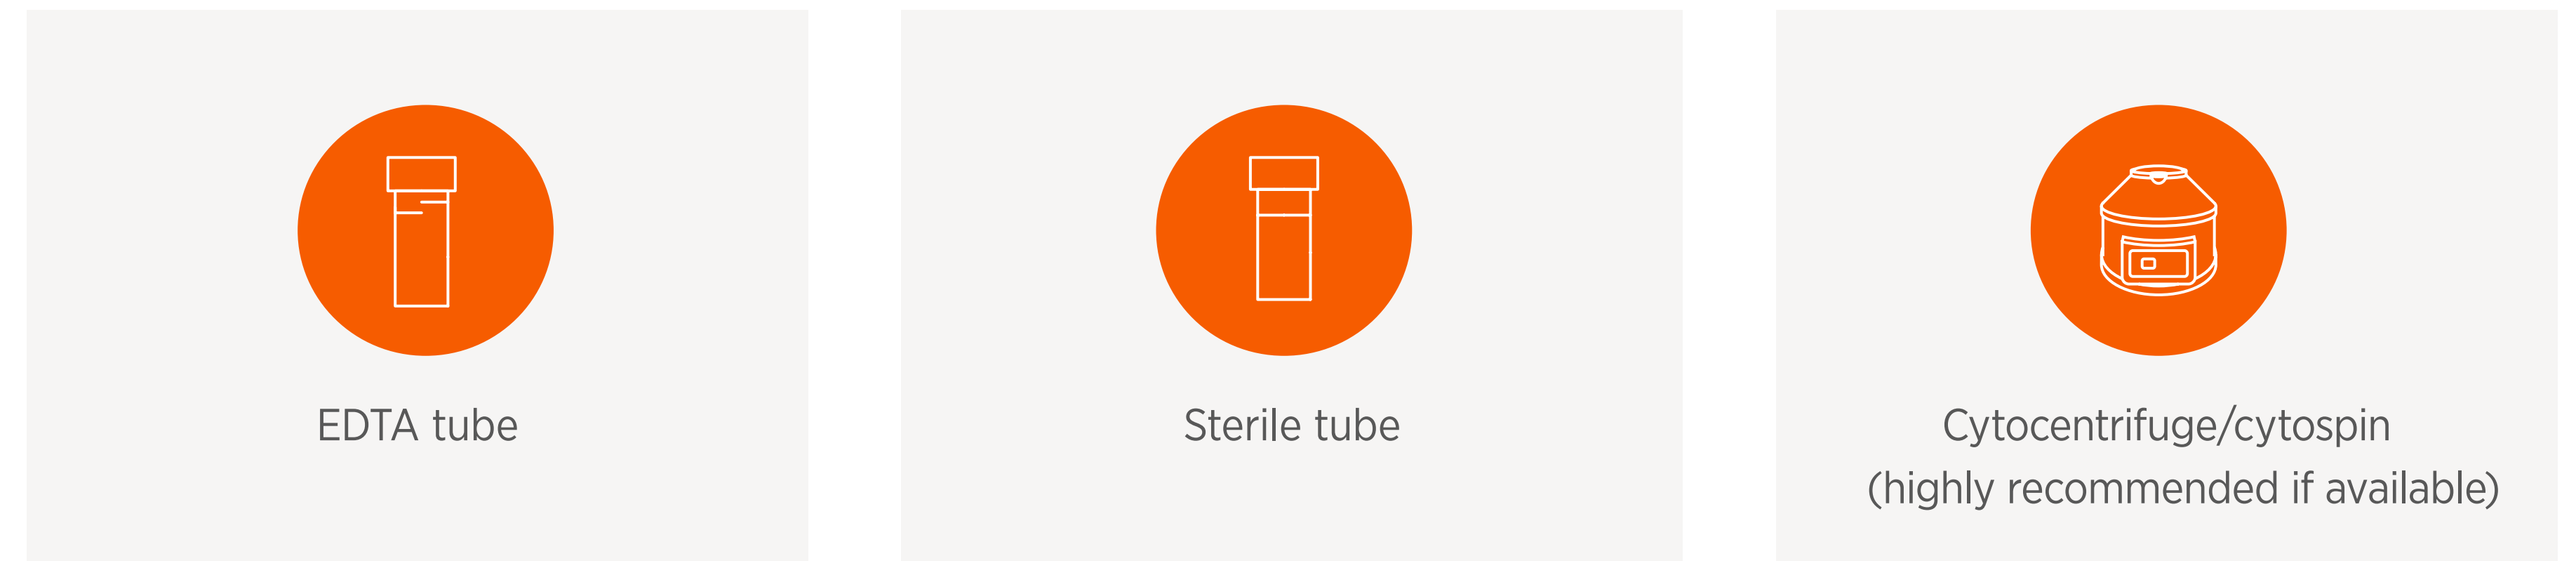 EDTA tube
Sterile tube
Cytocentrifuge/cytospin
(highly recommended if available)